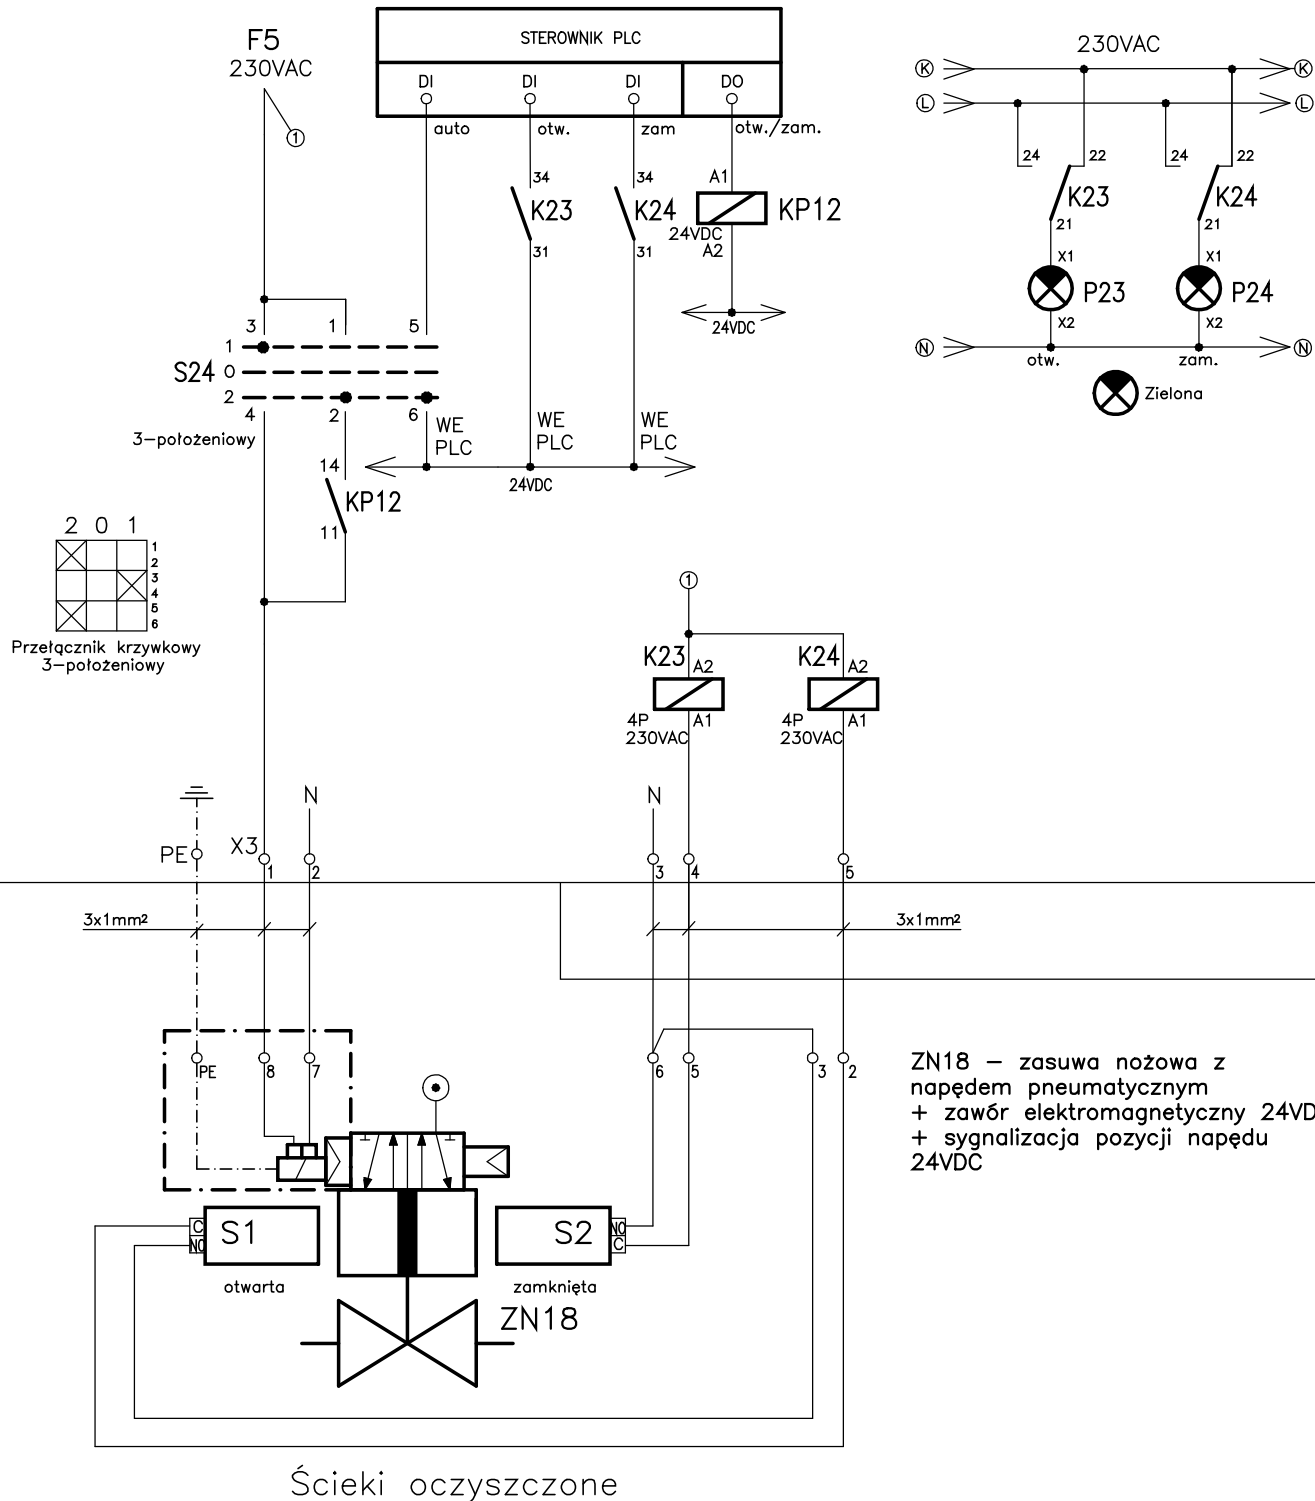 F5
230VAC
1
STEROWNIK PLC
DI
DI
DI
DO
auto
otw.
zam
otw./zam.
34
K23
31
34
K24
31
A1
KP12
24VDC
A2
24VDC
230VAC
K
K
L
L
24
22
24
22
K23
K24
21
21
X1
X1
P23
P24
X2
X2
N
N
otw.
zam.
Zielona
3
1
5
1
S24
0
2
4
2
6
3-położeniowy
WE
PLC
WE
PLC
WE
PLC
24VDC
14
KP12
11
2 0 1
1
2
3
4
5
6
Przełącznik krzywkowy
3-położeniowy
1
K23
A2
K24
A2
4P
A1
230VAC
4P
A1
230VAC
PE
X3
N
1
2
N
3
4
5
3x1mm²
3x1mm²
PE
8
7
6
5
3
2
ZN18 - zasuwa nożowa z
napędem pneumatycznym
+ zawór elektromagnetyczny 24VD
+ sygnalizacja pozycji napędu
24VDC
C
NO
S1
otwarta
S2
NO
C
zamknięta
ZN18
Ścieki oczyszczone